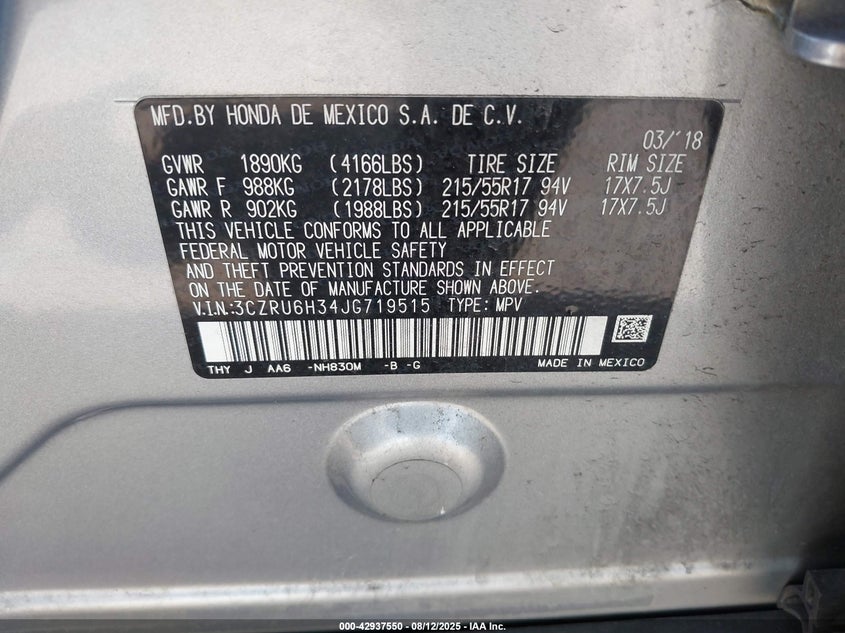 MFD.BY HONDA DE MEXICO S.A. DE C.V.
03/'18
GVWR 1890KG (4166LBS) TIRE SIZE RIM SIZE
GAWR F 988KG (2178LBS) 215/55R17 94V 17X7.5J
GAWR R 902KG (1988LBS) 215/55R17 94V 17X7.5J
THIS VEHICLE CONFORMS TO ALL APPLICABLE
FEDERAL MOTOR VEHICLE SAFETY
AND THEFT PREVENTION STANDARDS IN EFFECT
ON THE DATE OF MANUFACTURE SHOWN ABOVE.
V.I.N:3CZRU6H34JG719515 TYPE: MPV
THY J AA6 -NH830M -B -G MADE IN MEXICO
000-42937550 - 08/12/2025 - IAA Inc.